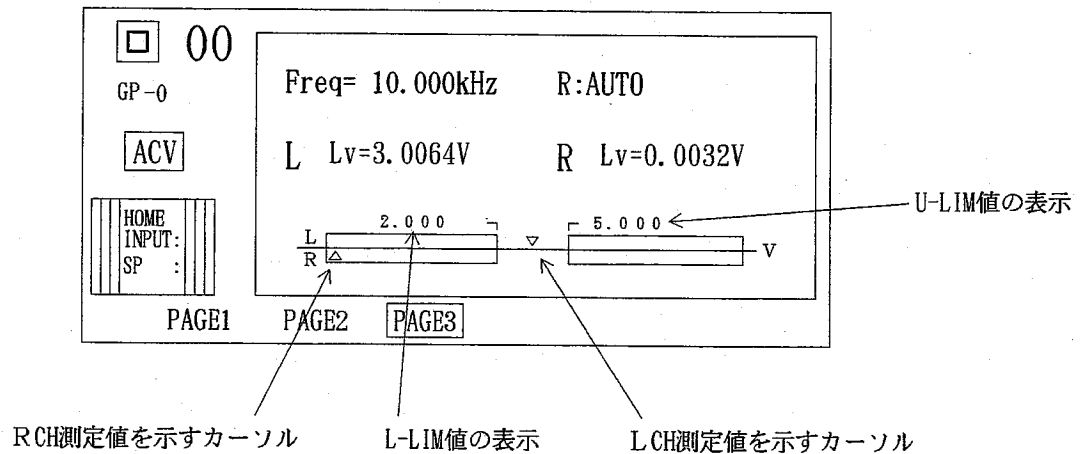 00
GP-0
ACV
HOME
INPUT:
SP :
Freq= 10.000kHz R:AUTO
L Lv=3.0064V R Lv=0.0032V
2.000 5.000
L
R
V
U-LIM値の表示
PAGE1 PAGE2 PAGE3
RCH測定値を示すカーソル L-LIM値の表示 LCH測定値を示すカーソル